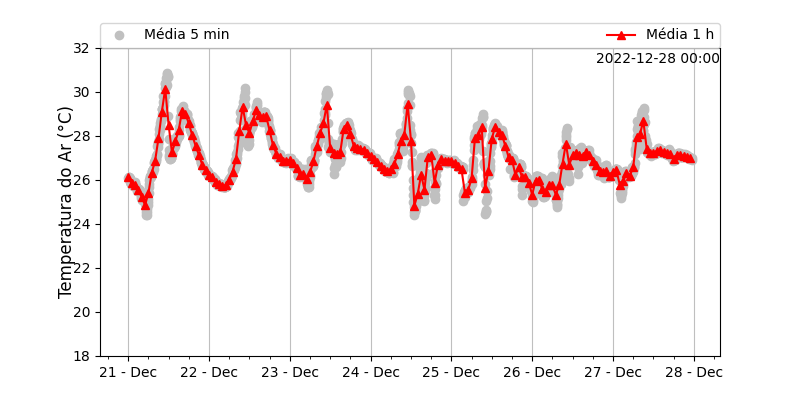 Média 5 min
Média 1 h
2022-12-28 00:00
Temperatura do Ar (°C)
32
30
28
26
24
22
20
18
21 - Dec
22 - Dec
23 - Dec
24 - Dec
25 - Dec
26 - Dec
27 - Dec
28 - Dec